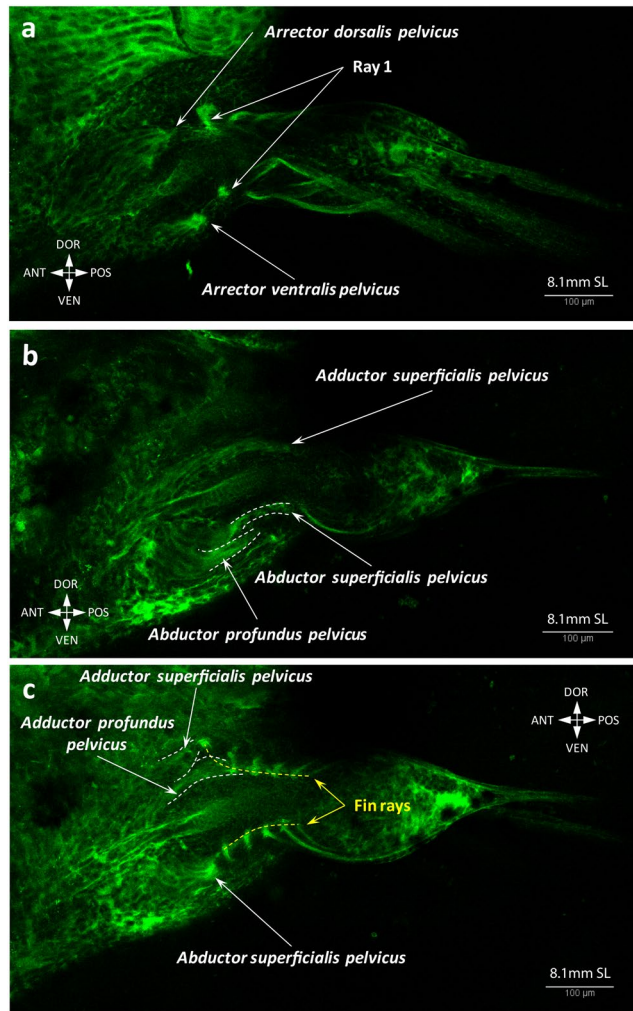 a
Arrector dorsalis pelvicus
Ray 1
DOR
ANT POS
VEN
Arrector ventralis pelvicus
8.1mm SL
100 µm
b
Adductor superficialis pelvicus
Abductor superficialis pelvicus
DOR
ANT POS
VEN
Abductor profundus pelvicus
8.1mm SL
100 µm
c
Adductor superficialis pelvicus
DOR
ANT POS
VEN
Adductor profundus
pelvicus
Fin rays
Abductor superficialis pelvicus
8.1mm SL
100 µm